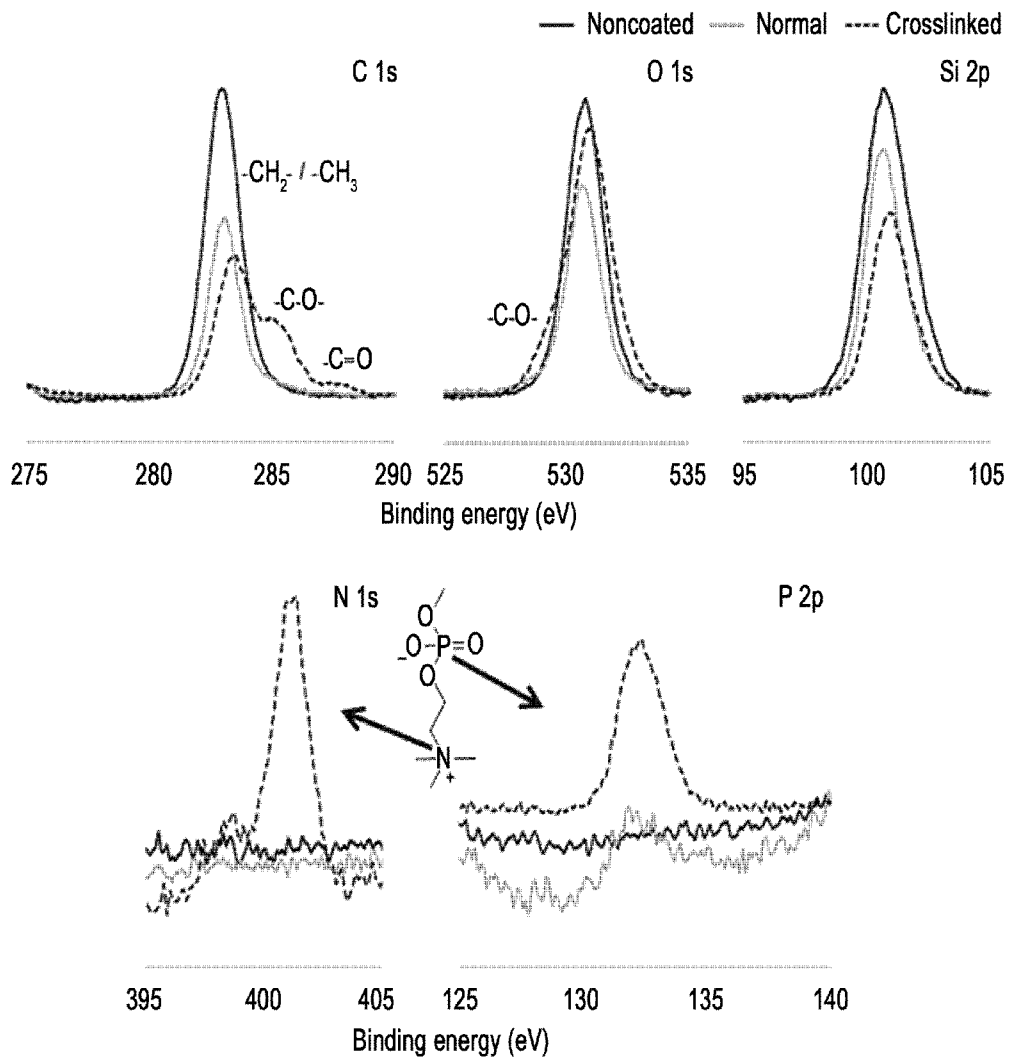 Noncoated Normal Crosslinked
C 1s O 1s Si 2p
-CH2- / -CH3
-C-O-
-C=O
-C-O-
275 280 285 290 525 530 535 95 100 105
Binding energy (eV)
N 1s P 2p
O
O-P=O
−
O
N
+
395 400 405 125 130 135 140
Binding energy (eV)